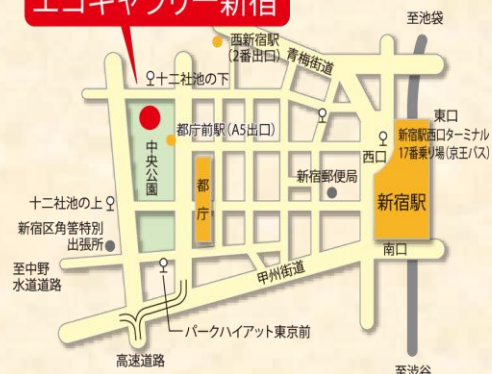 エコギャラリー新宿
至池袋
西新宿駅
(2番出口)
青梅街道
十二社池の下
東口
新宿駅西口ターミナル
17番乗り場(京王バス)
都庁前駅(A5出口)
西口
中央公園
新宿郵便局
都庁
新宿駅
十二社池の上
新宿区角筈特別
出張所
南口
至中野
水道道路
甲州街道
パークハイアット東京前
高速道路
至渋谷